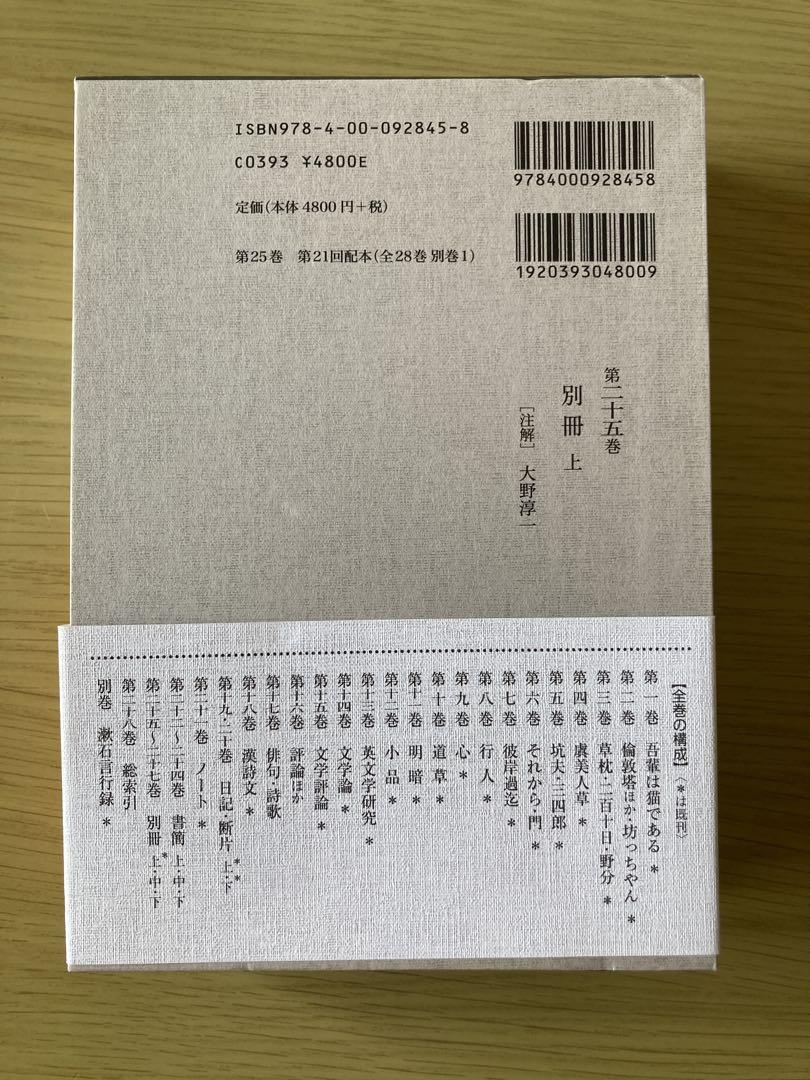 ISBN978-4-00-092845-8
C0393 ¥4800E
定価(本体 4800 円+税)
第25巻 第21回配本(全28巻 別巻1)
9784000928458
1920393048009
第二十五巻
別冊 上
[注解] 大野淳一
【全巻の構成】〈*は既刊〉
第一巻 吾輩は猫である *
第二巻 倫敦塔ほか・坊っちゃん *
第三巻 草枕・二百十日・野分 *
第四巻 虞美人草 *
第五巻 坑夫・三四郎 *
第六巻 それから・門 *
第七巻 彼岸過迄 *
第八巻 行人 *
第九巻 心 *
第十巻 道草 *
第十一巻 明暗 *
第十二巻 小品 *
第十三巻 英文学研究 *
第十四巻 文学論 *
第十五巻 文学評論 *
第十六巻 評論ほか
第十七巻 俳句・詩歌
第十八巻 漢詩文 *
第十九・二十巻 日記・断片 上*・下*
第二十一巻 ノート *
第二十二〜二十四巻 書簡 上・中・下
第二十五〜二十七巻 別冊 上*・中・下
第二十八巻 総索引
別巻 漱石言行録 *